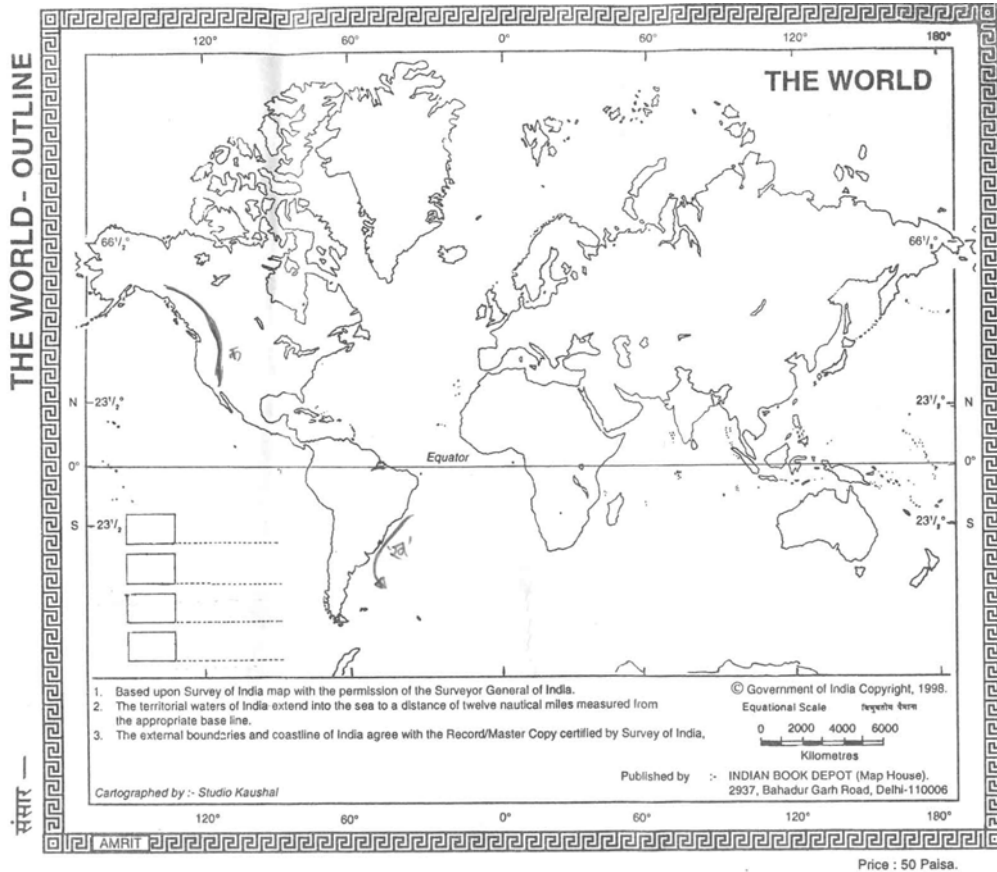 THE WORLD - OUTLINE
संसार —
120° 60° 0° 60° 120° 180°
THE WORLD
66½° 66½°
क
N 23½° 23½° N
Equator
0° 0°
S 23½ 23½° S
'ख'
1. Based upon Survey of India map with the permission of the Surveyor General of India.
2. The territorial waters of India extend into the sea to a distance of twelve nautical miles measured from
the appropriate base line.
3. The external boundaries and coastline of India agree with the Record/Master Copy certified by Survey of India,
© Government of India Copyright, 1998.
Equational Scale विषुवतीय पैमाना
0 2000 4000 6000
Kilometres
Published by :- INDIAN BOOK DEPOT (Map House).
2937, Bahadur Garh Road, Delhi-110006
Cartographed by :- Studio Kaushal
120° 60° 0° 60° 120° 180°
AMRIT
Price : 50 Paisa.